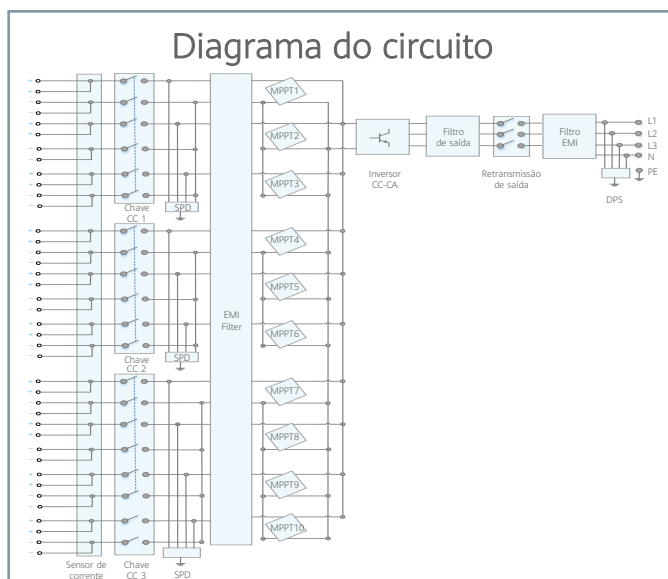 Diagrama do circuito
MPPT1
MPPT2
MPPT3
MPPT4
MPPT5
MPPT6
MPPT7
MPPT8
MPPT9
MPPT10
Chave
CC 1
SPD
Chave
CC 2
SPD
Sensor de
corrente
Chave
CC 3
SPD
EMI
Filter
Inversor
CC-CA
Filtro
de saída
Retransmissão
de saída
Filtro
EMI
L1
L2
L3
N
PE
DPS